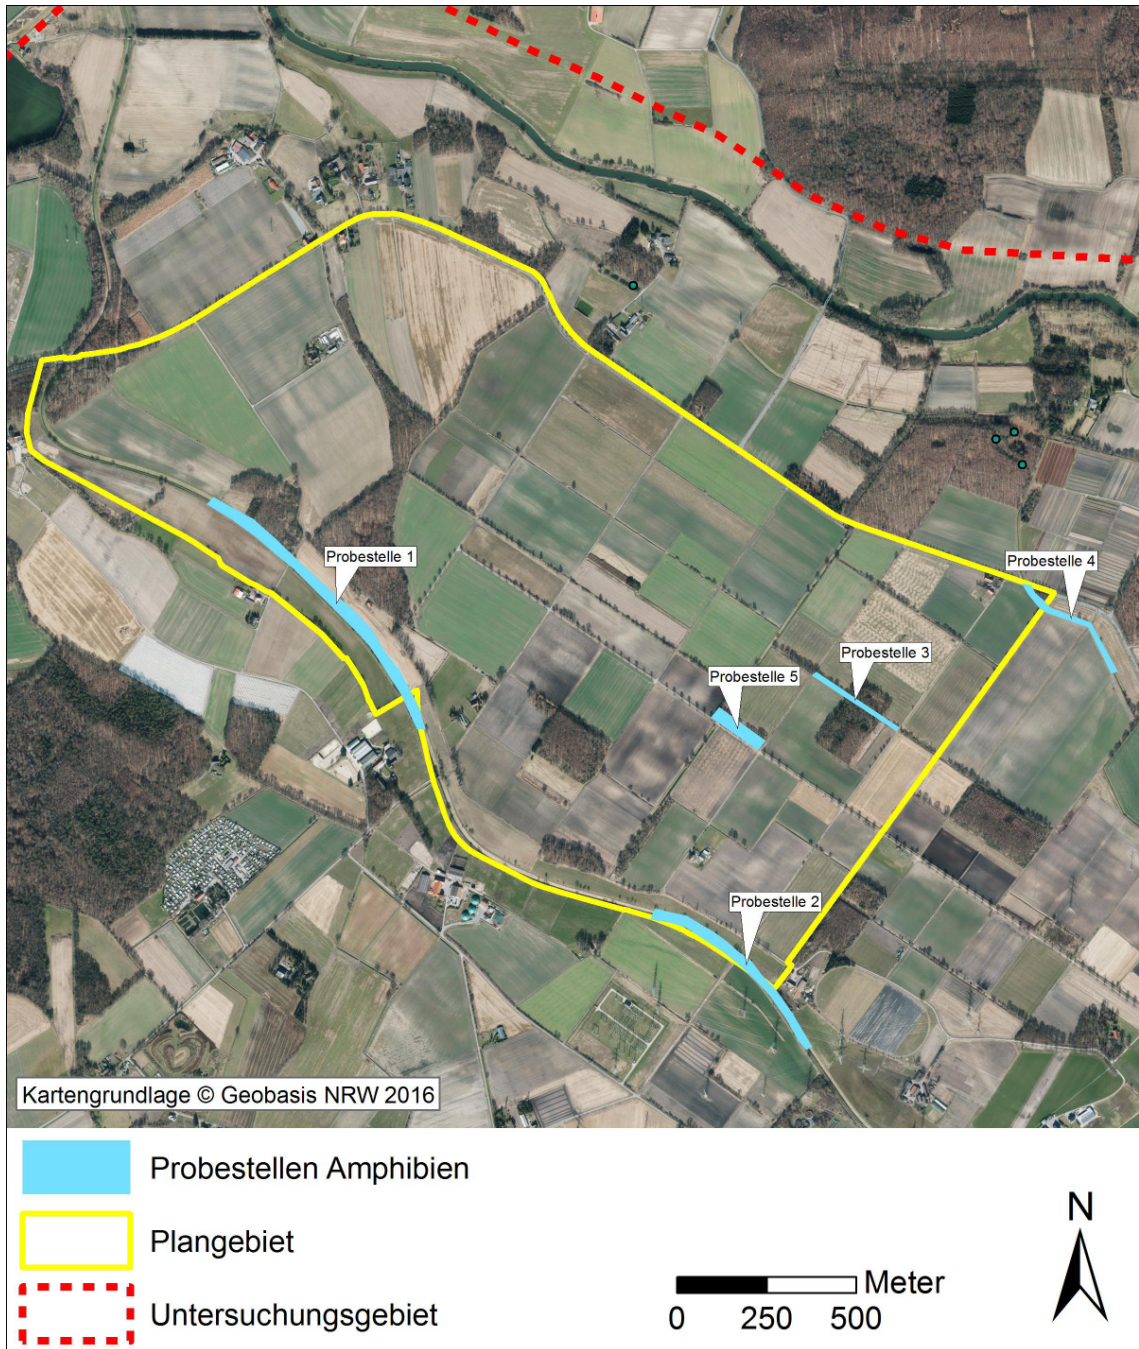 Probestelle 1
Probestelle 4
Probestelle 3
Probestelle 5
Probestelle 2
Kartengrundlage © Geobasis NRW 2016
Probestellen Amphibien
Plangebiet
Untersuchungsgebiet
N
Meter
0 250 500